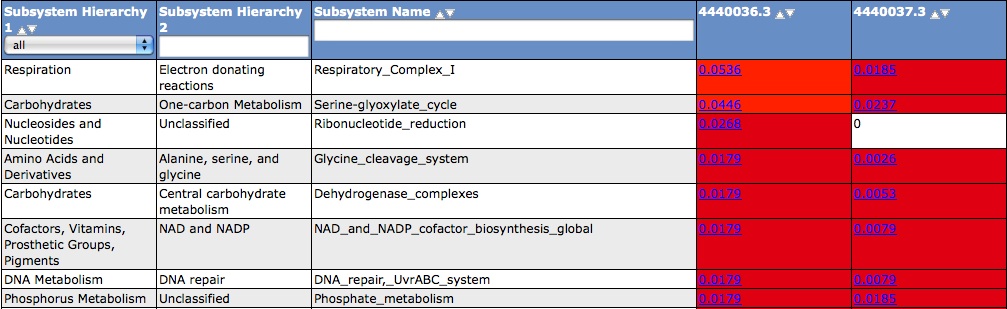 Subsystem Hierarchy 1 Subsystem Hierarchy 2 Subsystem Name 4440036.3 4440037.3
all
Respiration Electron donating reactions Respiratory_Complex_I 0.0536 0.0185
Carbohydrates One-carbon Metabolism Serine-glyoxylate_cycle 0.0446 0.0237
Nucleosides and Nucleotides Unclassified Ribonucleotide_reduction 0.0268 0
Amino Acids and Derivatives Alanine, serine, and glycine Glycine_cleavage_system 0.0179 0.0026
Carbohydrates Central carbohydrate metabolism Dehydrogenase_complexes 0.0179 0.0053
Cofactors, Vitamins, Prosthetic Groups, Pigments NAD and NADP NAD_and_NADP_cofactor_biosynthesis_global 0.0179 0.0079
DNA Metabolism DNA repair DNA_repair,_UvrABC_system 0.0179 0.0079
Phosphorus Metabolism Unclassified Phosphate_metabolism 0.0179 0.0185